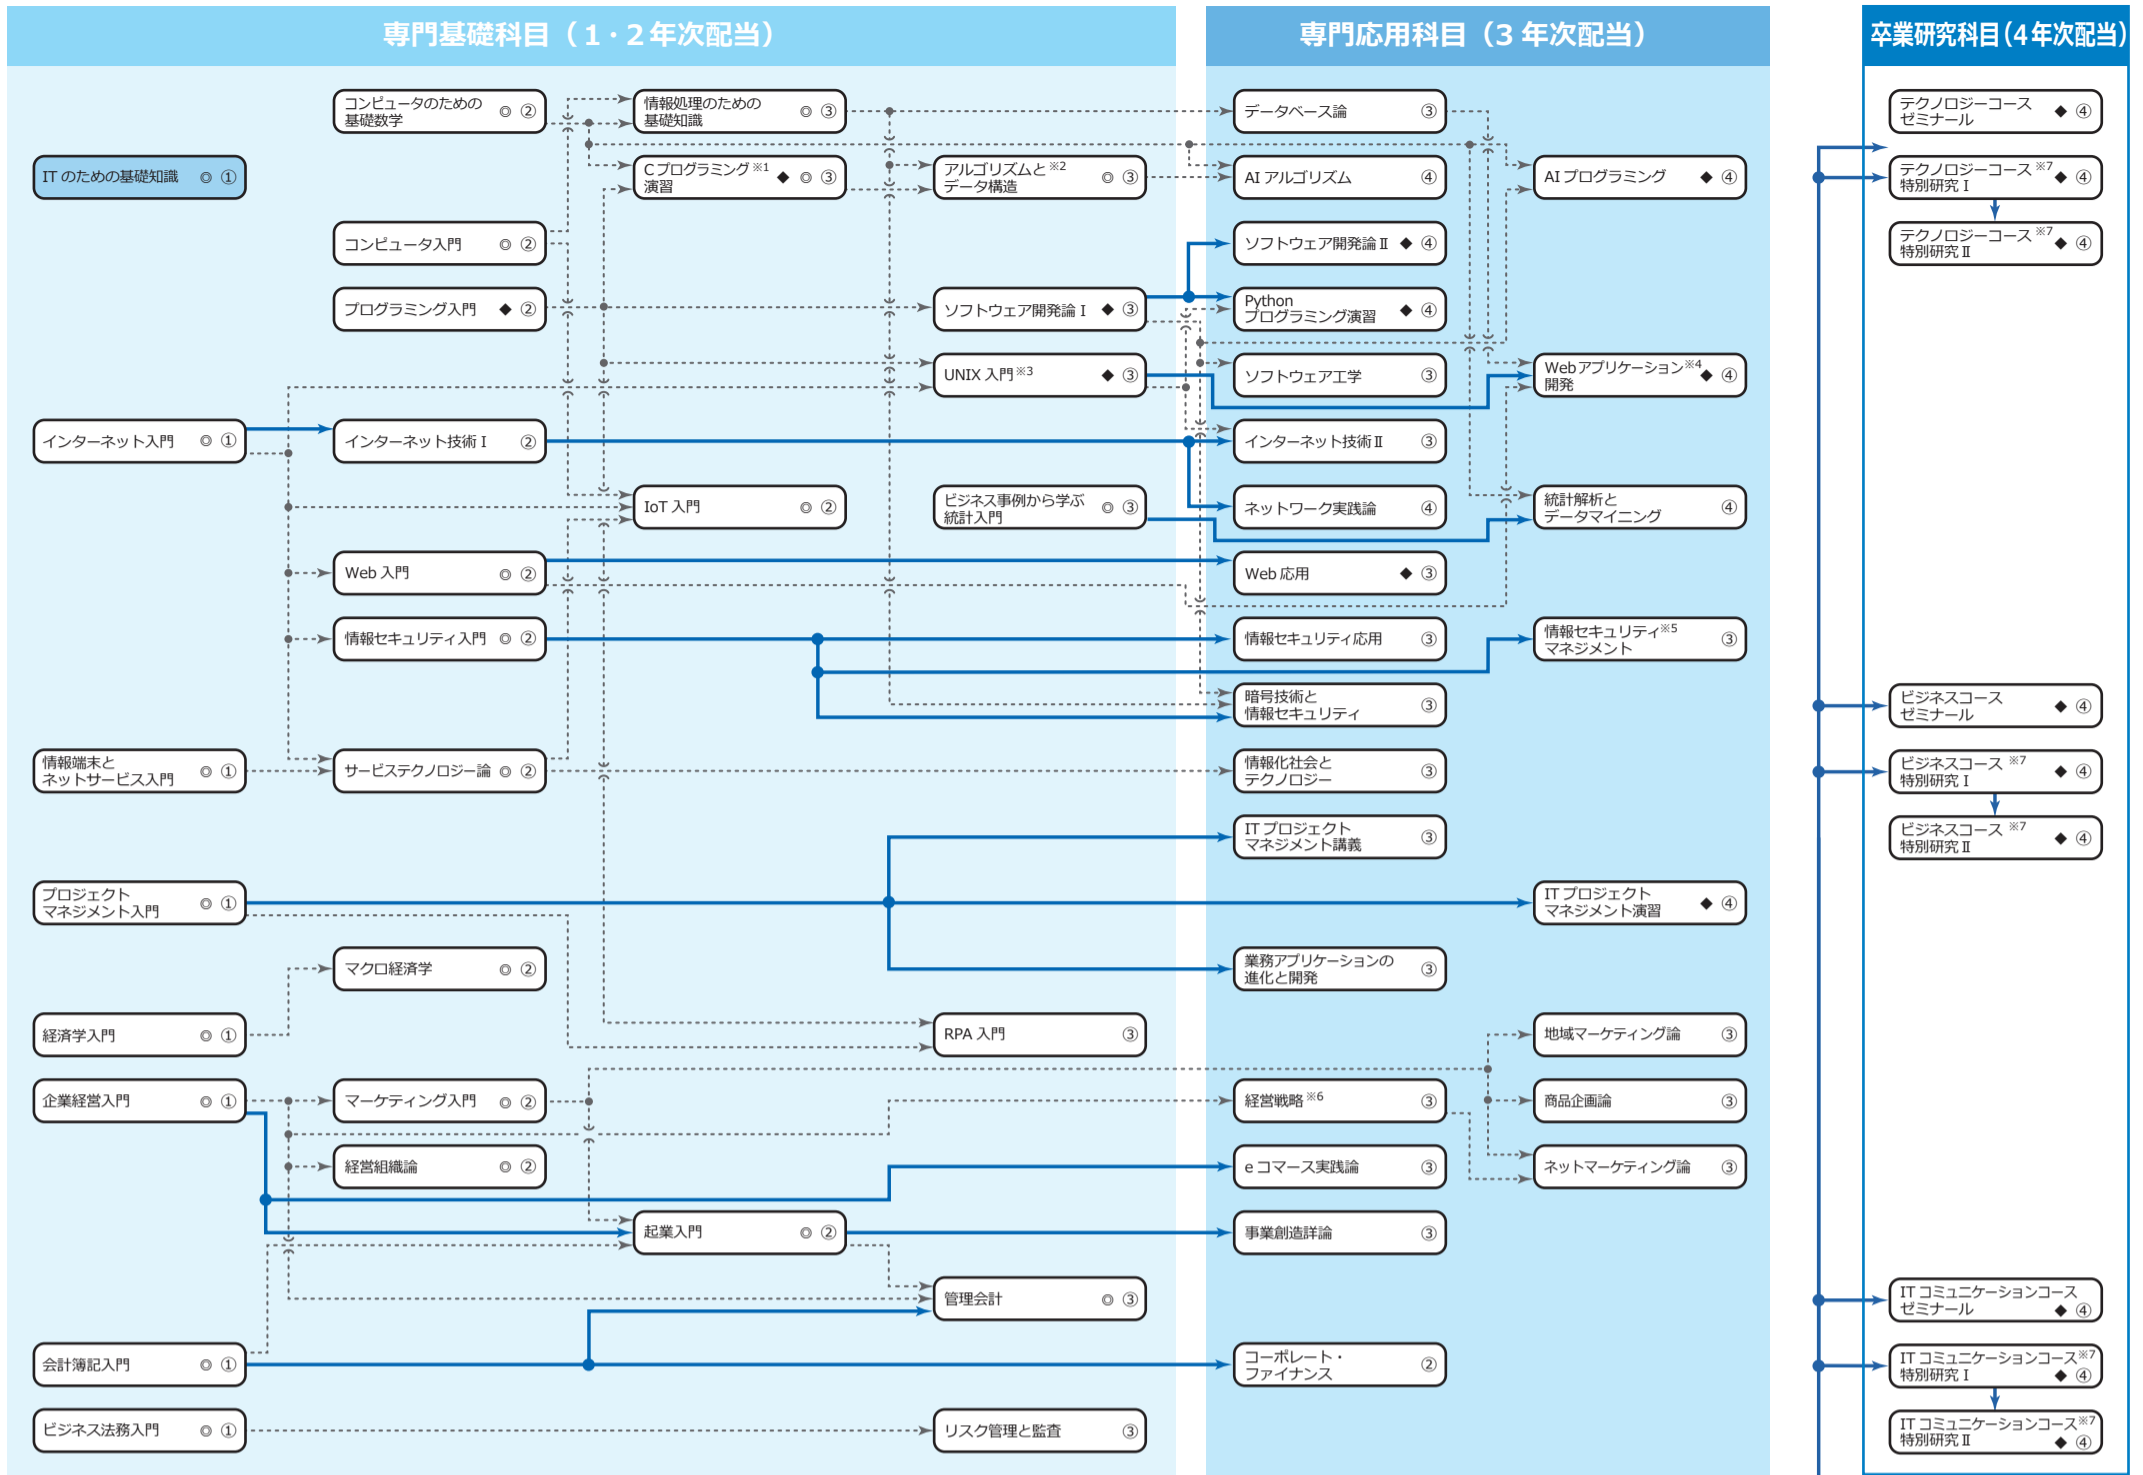 専門基礎科目（1・2年次配当）
専門応用科目（3年次配当）
卒業研究科目（4年次配当）
コンピュータのための
基礎数学 ◎ ②
情報処理のための
基礎知識 ◎ ③
データベース論 ③
テクノロジーコース
ゼミナール ◆ ④
ITのための基礎知識 ◎ ①
Cプログラミング※1
演習 ◆ ◎ ③
アルゴリズムと※2
データ構造 ◎ ③
AIアルゴリズム ④
AIプログラミング ◆ ④
テクノロジーコース※7
特別研究Ⅰ ◆ ④
コンピュータ入門 ◎ ②
ソフトウェア開発論Ⅱ ◆ ④
テクノロジーコース※7
特別研究Ⅱ ◆ ④
プログラミング入門 ◆ ②
ソフトウェア開発論Ⅰ ◆ ③
Python
プログラミング演習 ◆ ④
UNIX入門※3 ◆ ③
ソフトウェア工学 ③
Webアプリケーション※4
開発 ◆ ④
インターネット入門 ◎ ①
インターネット技術Ⅰ ②
インターネット技術Ⅱ ③
IoT入門 ◎ ②
ビジネス事例から学ぶ
統計入門 ◎ ③
ネットワーク実践論 ④
統計解析と
データマイニング ④
Web入門 ◎ ②
Web応用 ◆ ③
情報セキュリティ入門 ◎ ②
情報セキュリティ応用 ③
情報セキュリティ※5
マネジメント ③
暗号技術と
情報セキュリティ ③
ビジネスコース
ゼミナール ◆ ④
情報端末と
ネットサービス入門 ◎ ①
サービステクノロジー論 ◎ ②
情報化社会と
テクノロジー ③
ビジネスコース※7
特別研究Ⅰ ◆ ④
ITプロジェクト
マネジメント講義 ③
ビジネスコース※7
特別研究Ⅱ ◆ ④
プロジェクト
マネジメント入門 ◎ ①
ITプロジェクト
マネジメント演習 ◆ ④
マクロ経済学 ◎ ②
業務アプリケーションの
進化と開発 ③
経済学入門 ◎ ①
RPA入門 ③
地域マーケティング論 ③
企業経営入門 ◎ ①
マーケティング入門 ◎ ②
経営戦略※6 ③
商品企画論 ③
経営組織論 ◎ ②
eコマース実践論 ③
ネットマーケティング論 ③
起業入門 ◎ ②
事業創造詳論 ③
管理会計 ◎ ③
ITコミュニケーションコース
ゼミナール ◆ ④
会計簿記入門 ◎ ①
コーポレート・
ファイナンス ②
ITコミュニケーションコース※7
特別研究Ⅰ ◆ ④
ビジネス法務入門 ◎ ①
リスク管理と監査 ③
ITコミュニケーションコース※7
特別研究Ⅱ ◆ ④